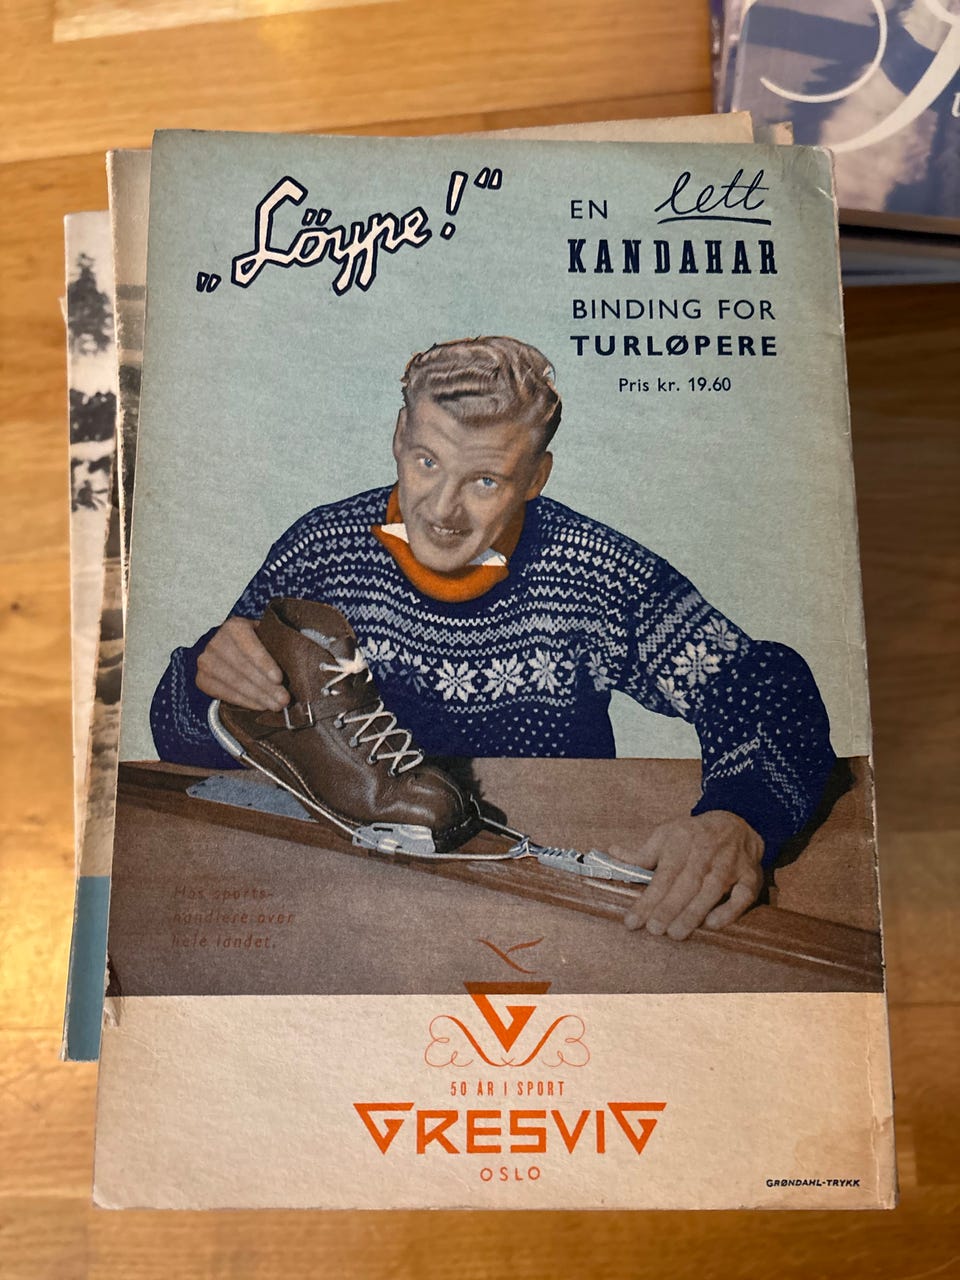 „Löype!“
EN lett
KANDAHAR
BINDING FOR
TURLØPERE
Pris kr. 19.60
Hos sports-
handlere over
hele landet.
G
50 ÅR I SPORT
GRESVIG
OSLO
GRØNDAHL-TRYKK